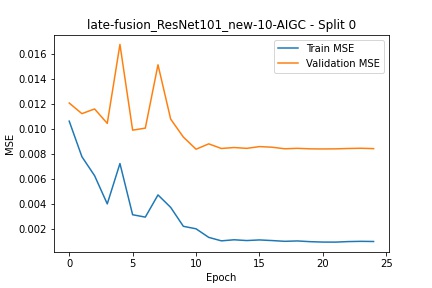 late-fusion_ResNet101_new-10-AIGC - Split 0
Train MSE
Validation MSE
MSE
0.016
0.014
0.012
0.010
0.008
0.006
0.004
0.002
0 5 10 15 20 25
Epoch